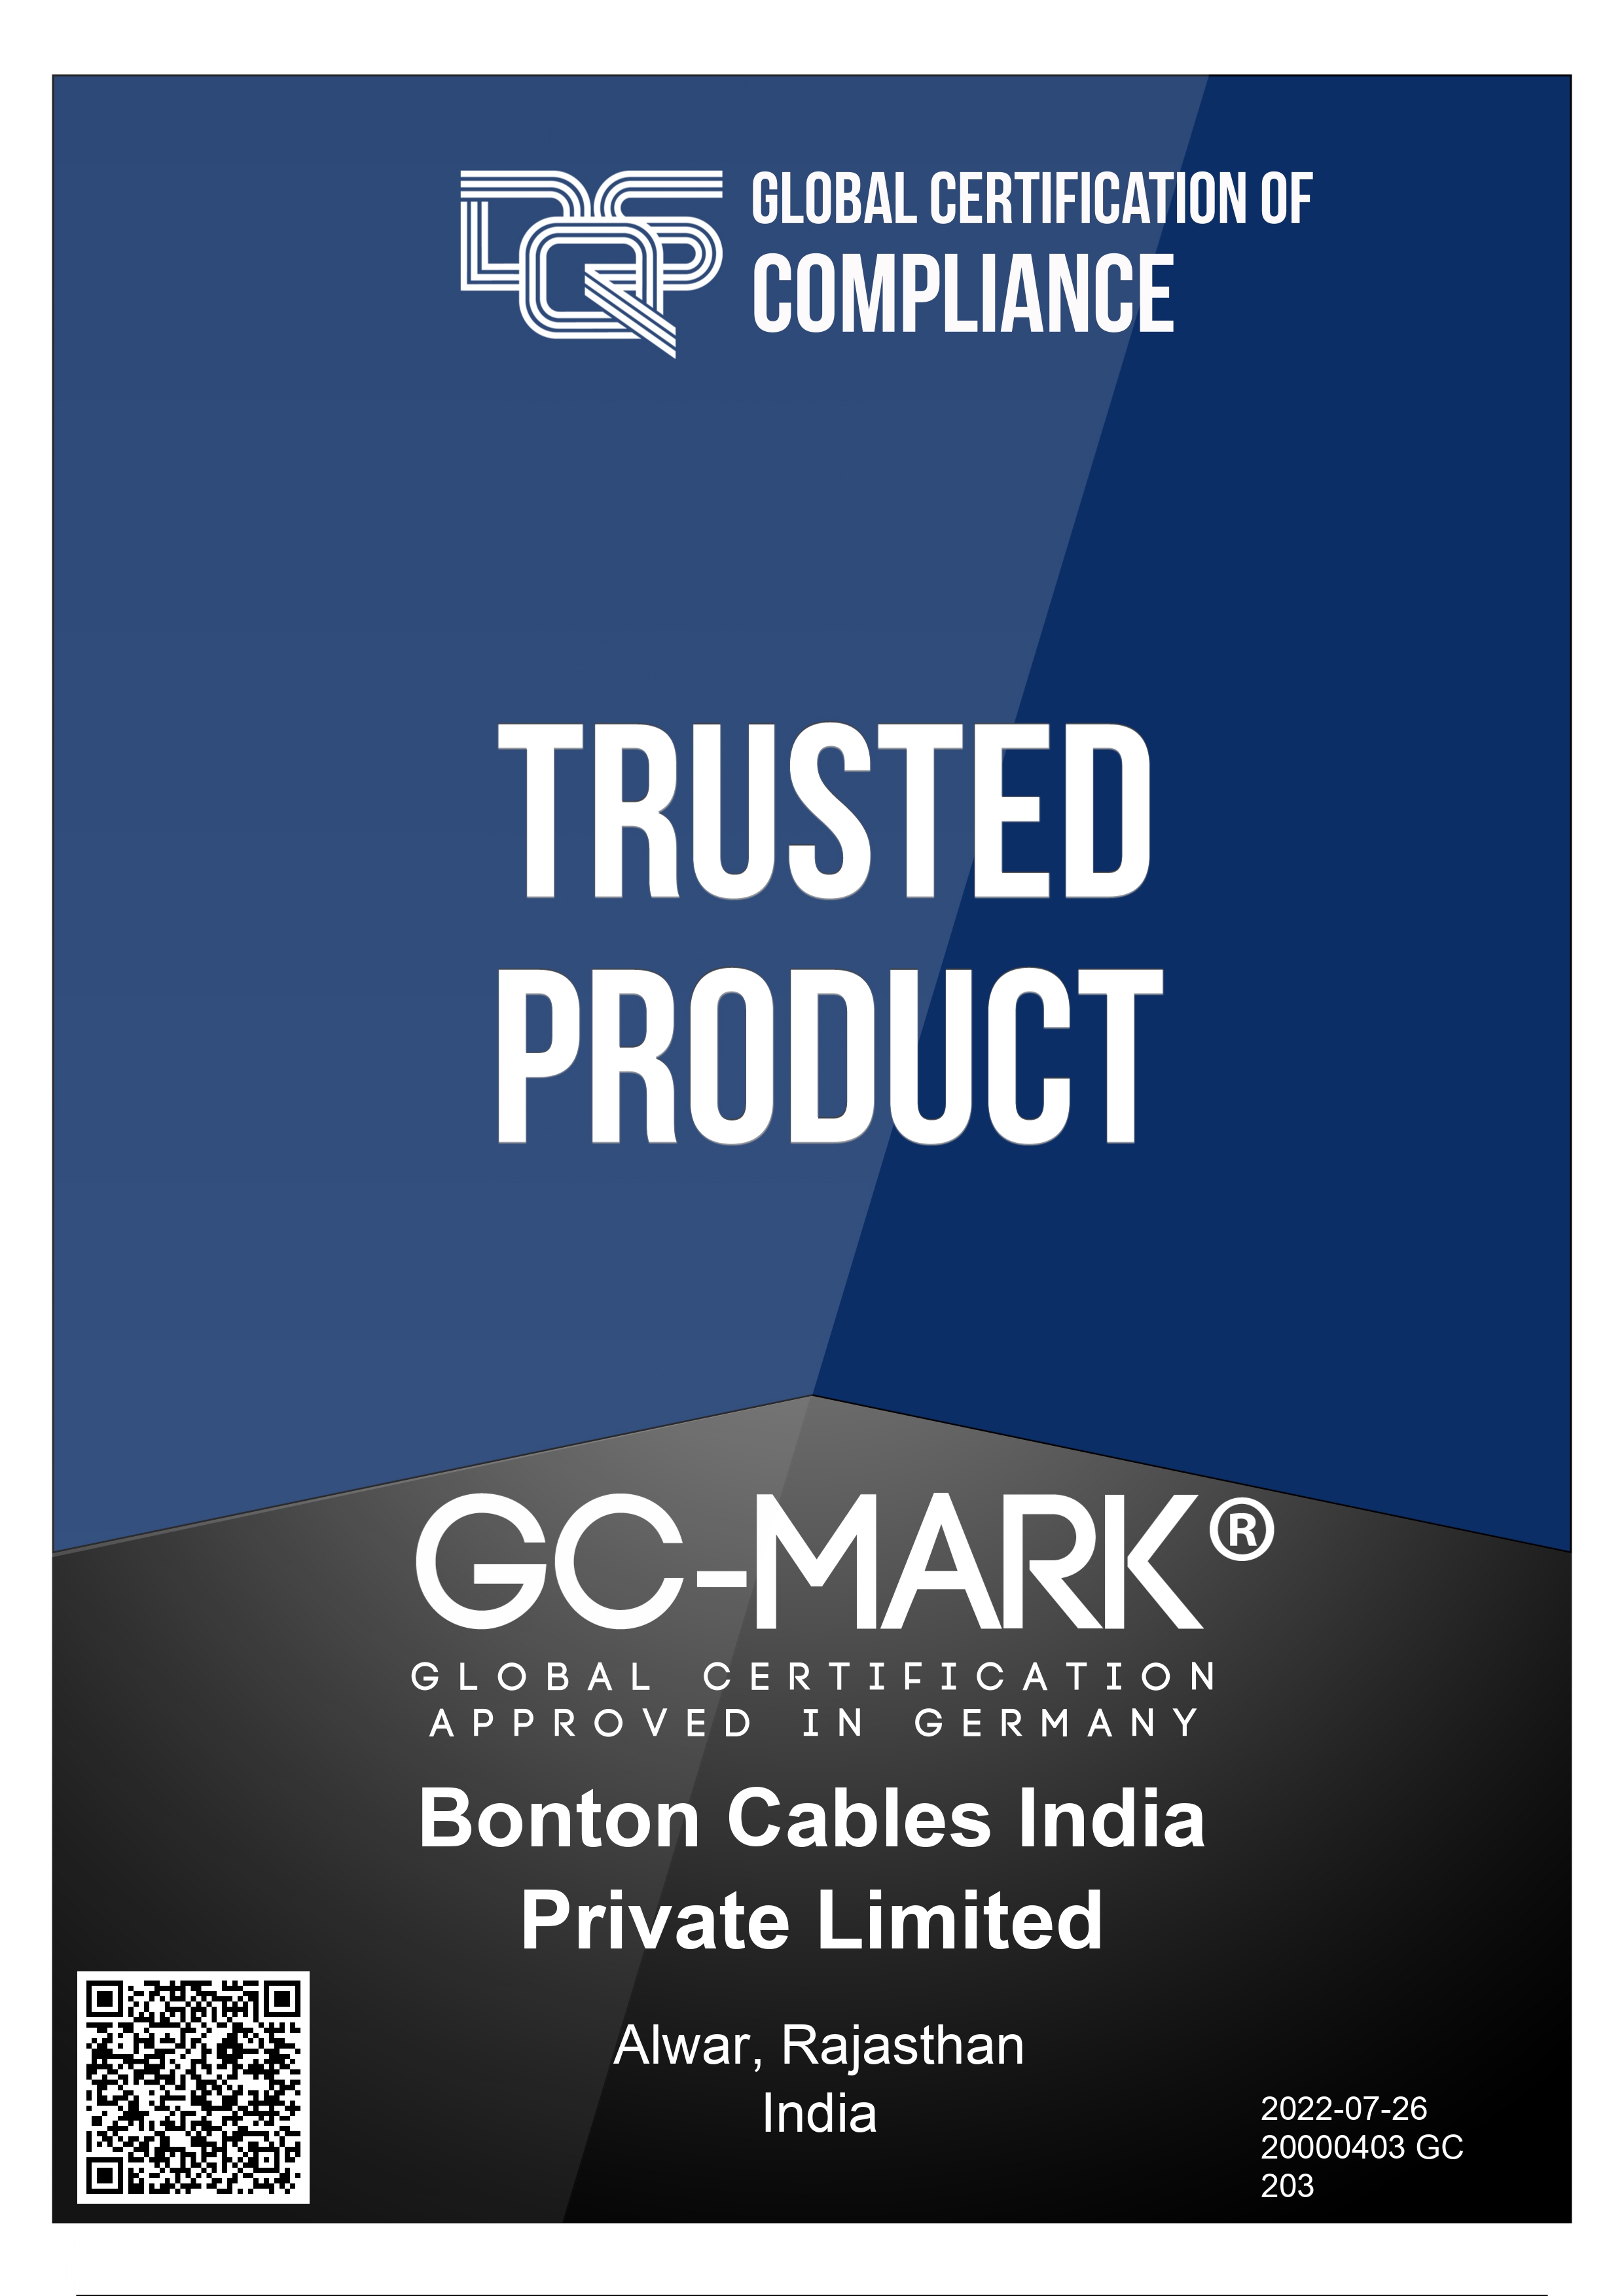 GLOBAL CERTIFICATION OF
COMPLIANCE
TRUSTED
PRODUCT
GC-MARK®
GLOBAL CERTIFICATION
APPROVED IN GERMANY
Bonton Cables India
Private Limited
Alwar, Rajasthan
India
2022-07-26
20000403 GC
203